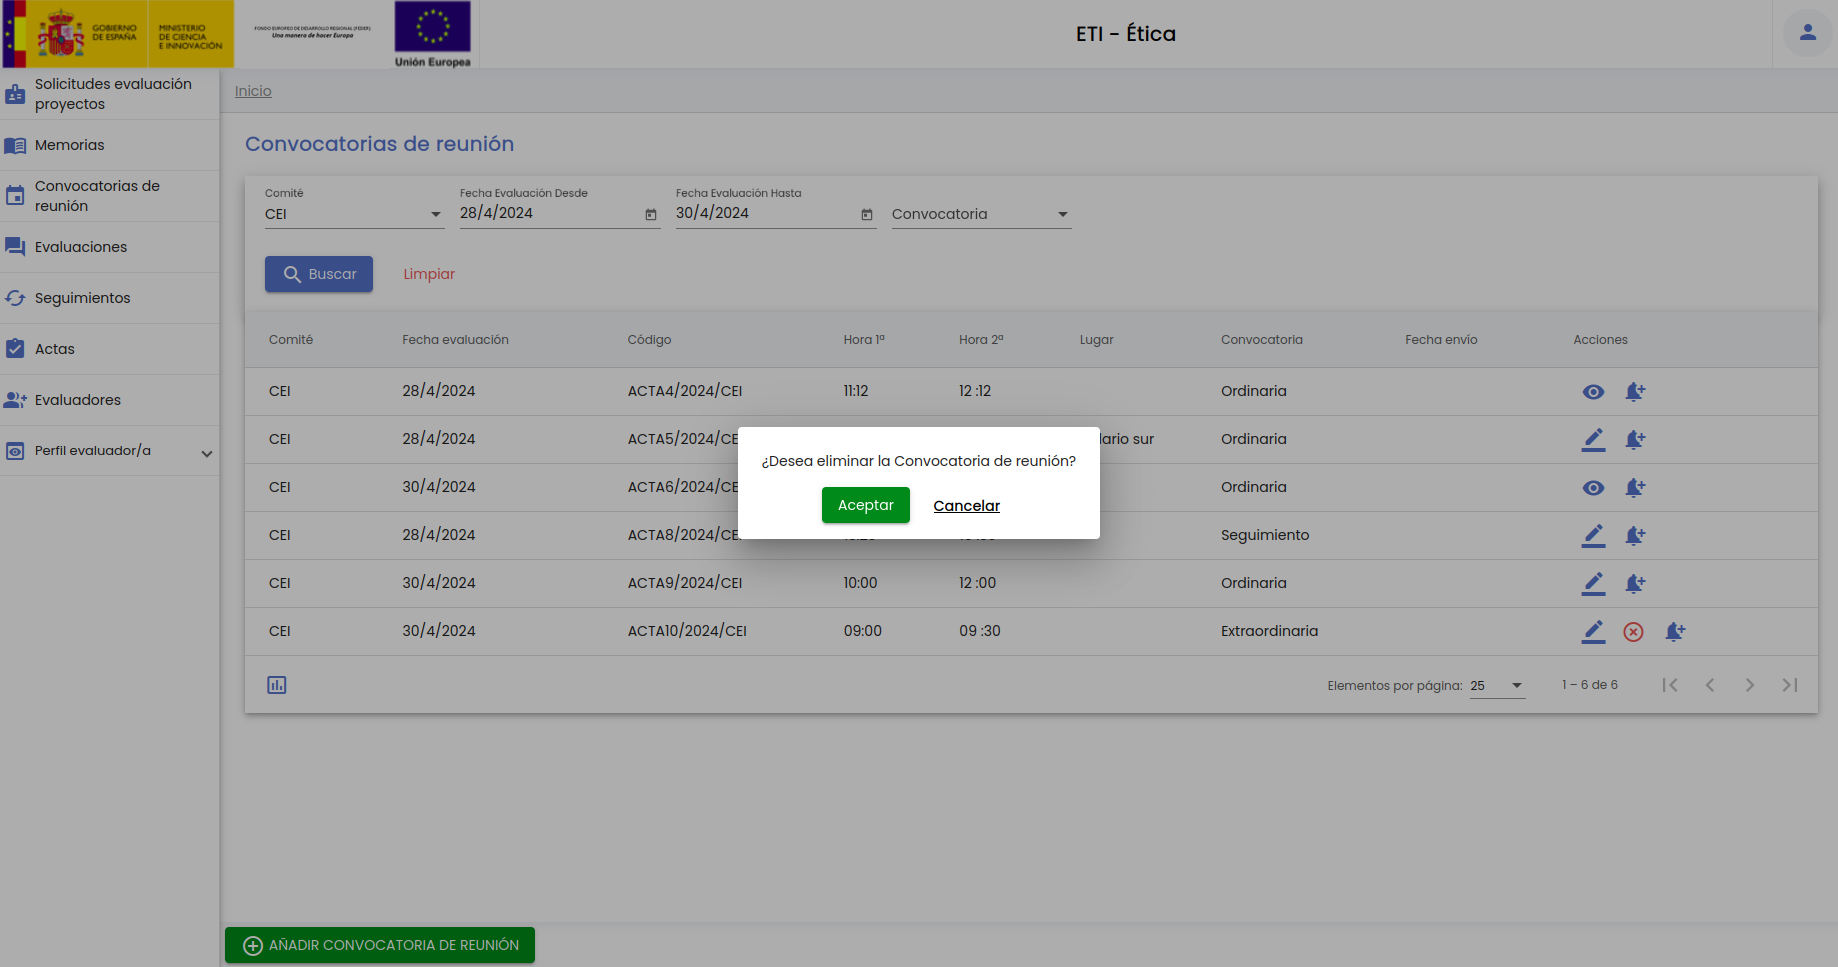 GOBIERNO
DE ESPAÑA
MINISTERIO
DE CIENCIA
E INNOVACIÓN
FONDO EUROPEO DE DESARROLLO REGIONAL (FEDER)
Una manera de hacer Europa
Unión Europea
ETI - Ética
Solicitudes evaluación
proyectos
Memorias
Convocatorias de
reunión
Evaluaciones
Seguimientos
Actas
Evaluadores
Perfil evaluador/a
Inicio
Convocatorias de reunión
Comité
CEI
Fecha Evaluación Desde
28/4/2024
Fecha Evaluación Hasta
30/4/2024
Convocatoria
Buscar
Limpiar
Comité Fecha evaluación Código Hora 1ª Hora 2ª Lugar Convocatoria Fecha envío Acciones
CEI 28/4/2024 ACTA4/2024/CEI 11:12 12 :12 Ordinaria
CEI 28/4/2024 ACTA5/2024/CE lario sur Ordinaria
CEI 30/4/2024 ACTA6/2024/CE Ordinaria
CEI 28/4/2024 ACTA8/2024/CE Seguimiento
CEI 30/4/2024 ACTA9/2024/CEI 10:00 12 :00 Ordinaria
CEI 30/4/2024 ACTA10/2024/CEI 09:00 09 :30 Extraordinaria
¿Desea eliminar la Convocatoria de reunión?
Aceptar
Cancelar
Elementos por página: 25 1 – 6 de 6
AÑADIR CONVOCATORIA DE REUNIÓN